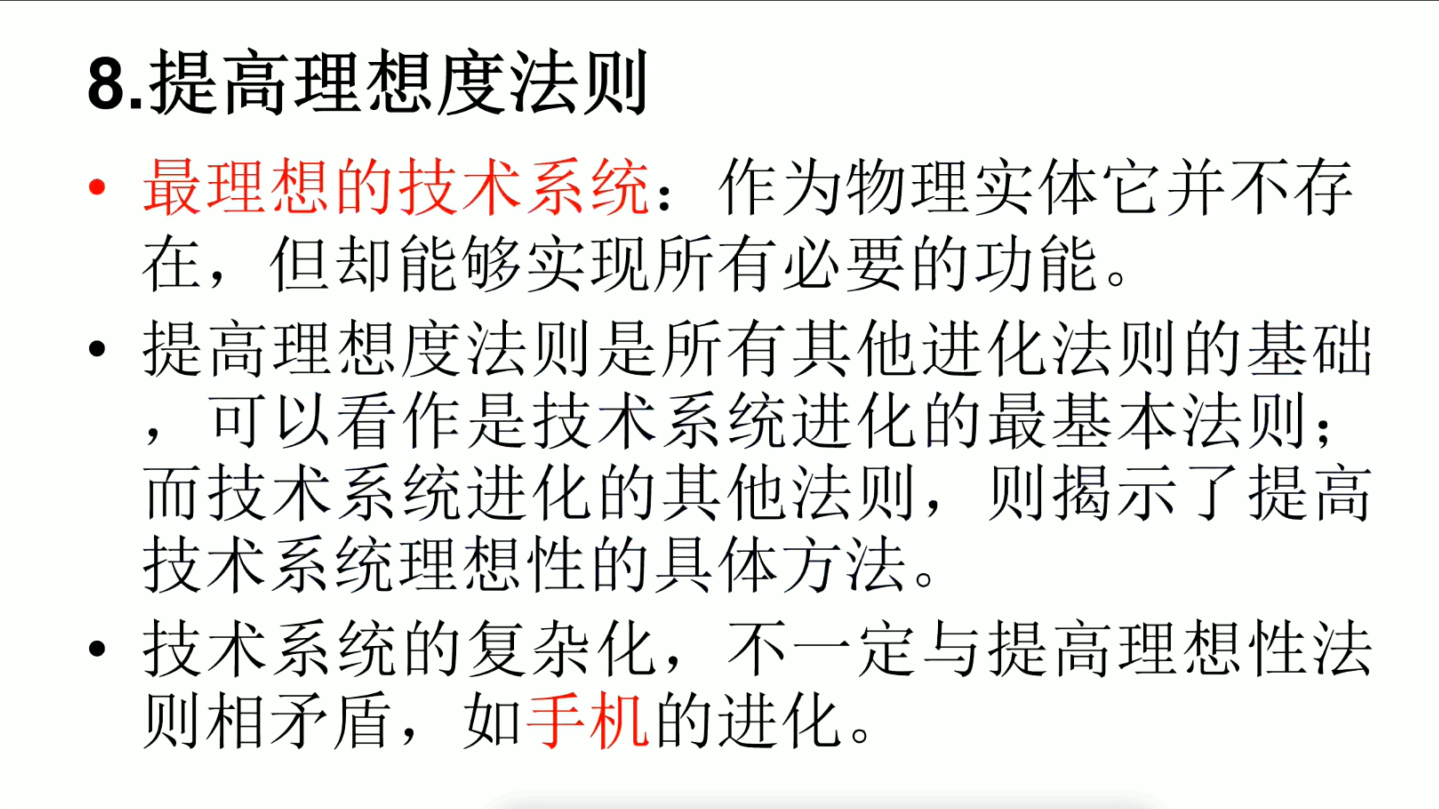 8.提高理想度法则
• 最理想的技术系统：作为物理实体它并不存
在，但却能够实现所有必要的功能。
• 提高理想度法则是所有其他进化法则的基础
，可以看作是技术系统进化的最基本法则；
而技术系统进化的其他法则，则揭示了提高
技术系统理想性的具体方法。
• 技术系统的复杂化，不一定与提高理想性法
则相矛盾，如手机的进化。